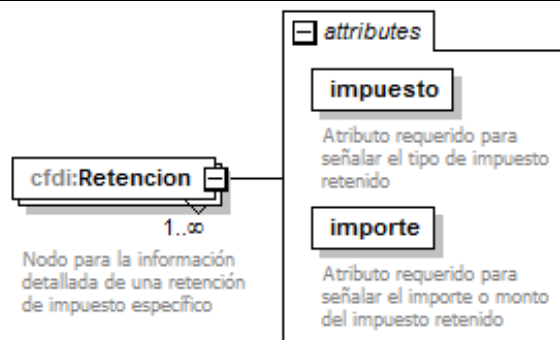 attributes
impuesto
Atributo requerido para
señalar el tipo de impuesto
retenido
cfdi:Retencion
1..∞
Nodo para la información
detallada de una retención
de impuesto específico
importe
Atributo requerido para
señalar el importe o monto
del impuesto retenido